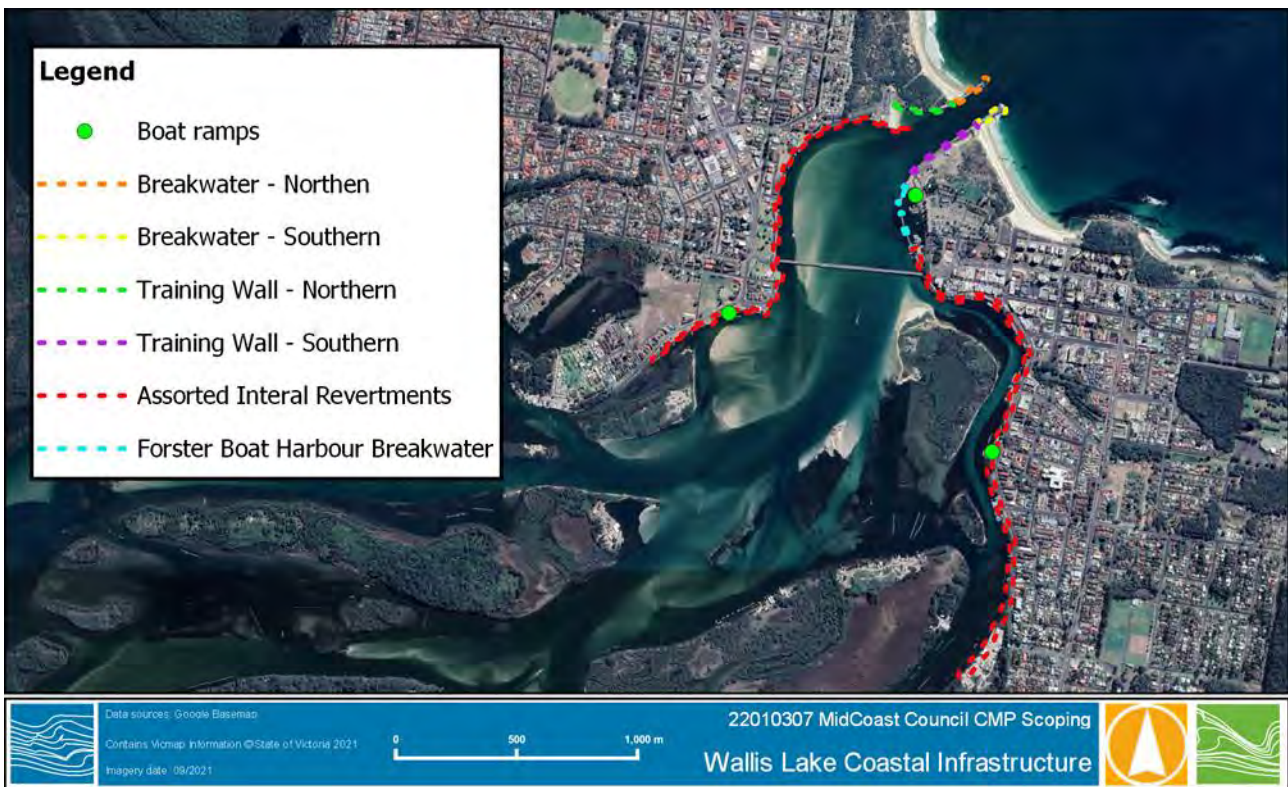 Legend
Boat ramps
Breakwater - Northen
Breakwater - Southern
Training Wall - Northern
Training Wall - Southern
Assorted Interal Revertments
Forster Boat Harbour Breakwater
Data sources: Google Basemap
Contains Vicmap Information © State of Victoria 2021
Imagery date: 09/2021
0 500 1,000 m
22010307 MidCoast Council CMP Scoping
Wallis Lake Coastal Infrastructure